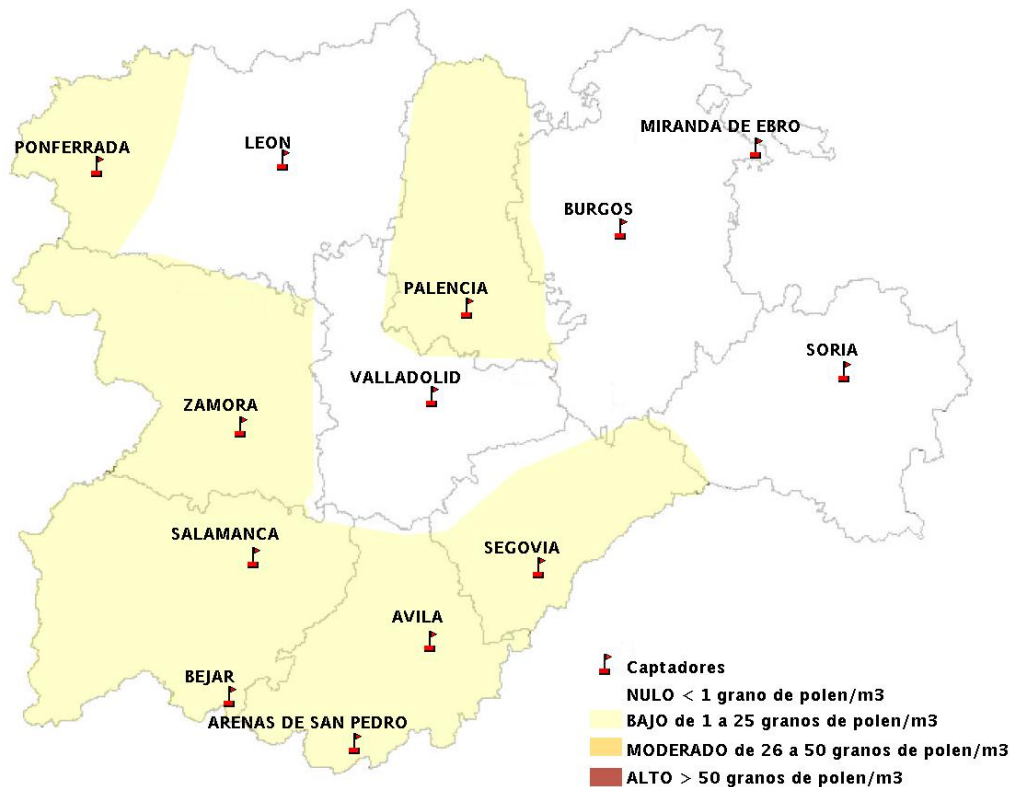 MIRANDA DE EBRO
PONFERRADA
LEON
BURGOS
PALENCIA
SORIA
VALLADOLID
ZAMORA
SALAMANCA
SEGOVIA
AVILA
BEJAR
ARENAS DE SAN PEDRO
Captadores
NULO < 1 grano de polen/m3
BAJO de 1 a 25 granos de polen/m3
MODERADO de 26 a 50 granos de polen/m3
ALTO > 50 granos de polen/m3